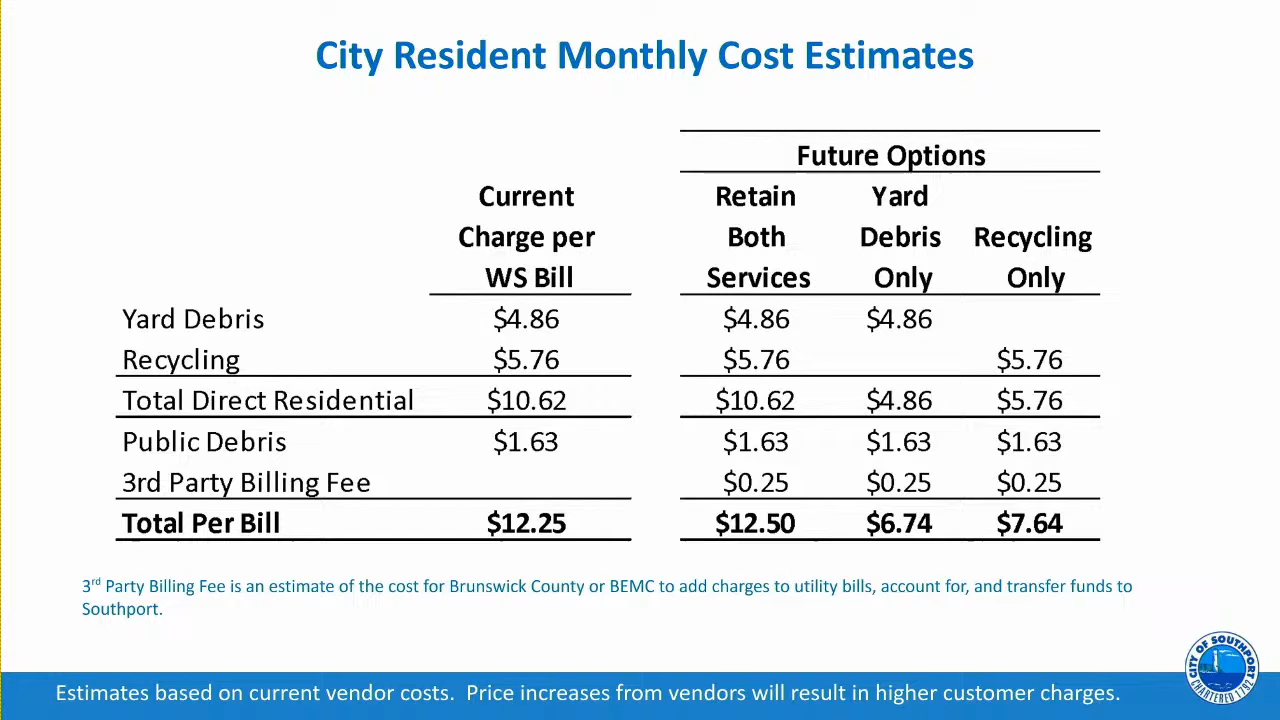 City Resident Monthly Cost Estimates
Future Options
Current Charge per WS Bill
Retain Both Services
Yard Debris Only
Recycling Only
Yard Debris $4.86 $4.86 $4.86
Recycling $5.76 $5.76 $5.76
Total Direct Residential $10.62 $10.62 $4.86 $5.76
Public Debris $1.63 $1.63 $1.63 $1.63
3rd Party Billing Fee $0.25 $0.25 $0.25
Total Per Bill $12.25 $12.50 $6.74 $7.64
3rd Party Billing Fee is an estimate of the cost for Brunswick County or BEMC to add charges to utility bills, account for, and transfer funds to
Southport.
CITY OF SOUTHPORT
CHARTERED 1792
Estimates based on current vendor costs. Price increases from vendors will result in higher customer charges.